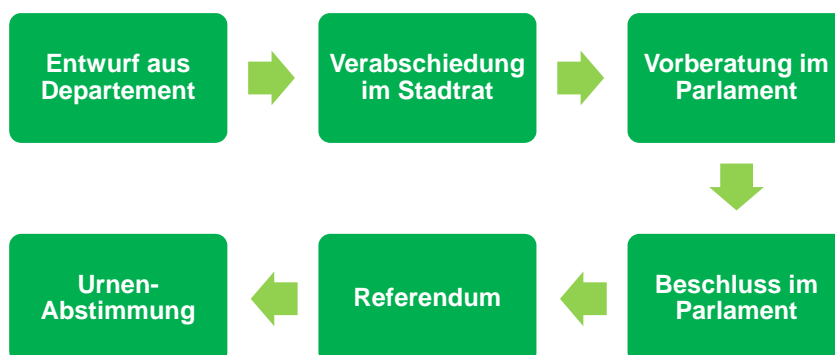 Entwurf aus
Departement
Verabschiedung
im Stadtrat
Vorberatung im
Parlament
Beschluss im
Parlament
Referendum
Urnen-
Abstimmung